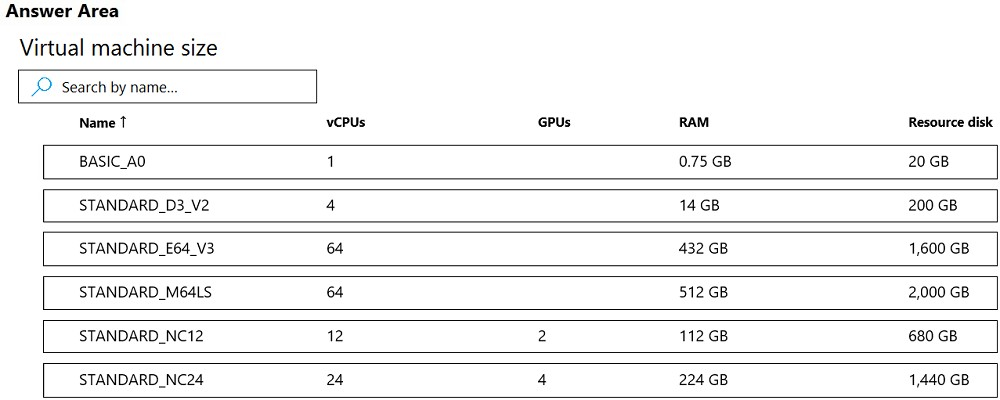 Answer Area
Virtual machine size
Search by name...
Name ↑ vCPUs GPUs RAM Resource disk
BASIC_A0 1 0.75 GB 20 GB
STANDARD_D3_V2 4 14 GB 200 GB
STANDARD_E64_V3 64 432 GB 1,600 GB
STANDARD_M64LS 64 512 GB 2,000 GB
STANDARD_NC12 12 2 112 GB 680 GB
STANDARD_NC24 24 4 224 GB 1,440 GB